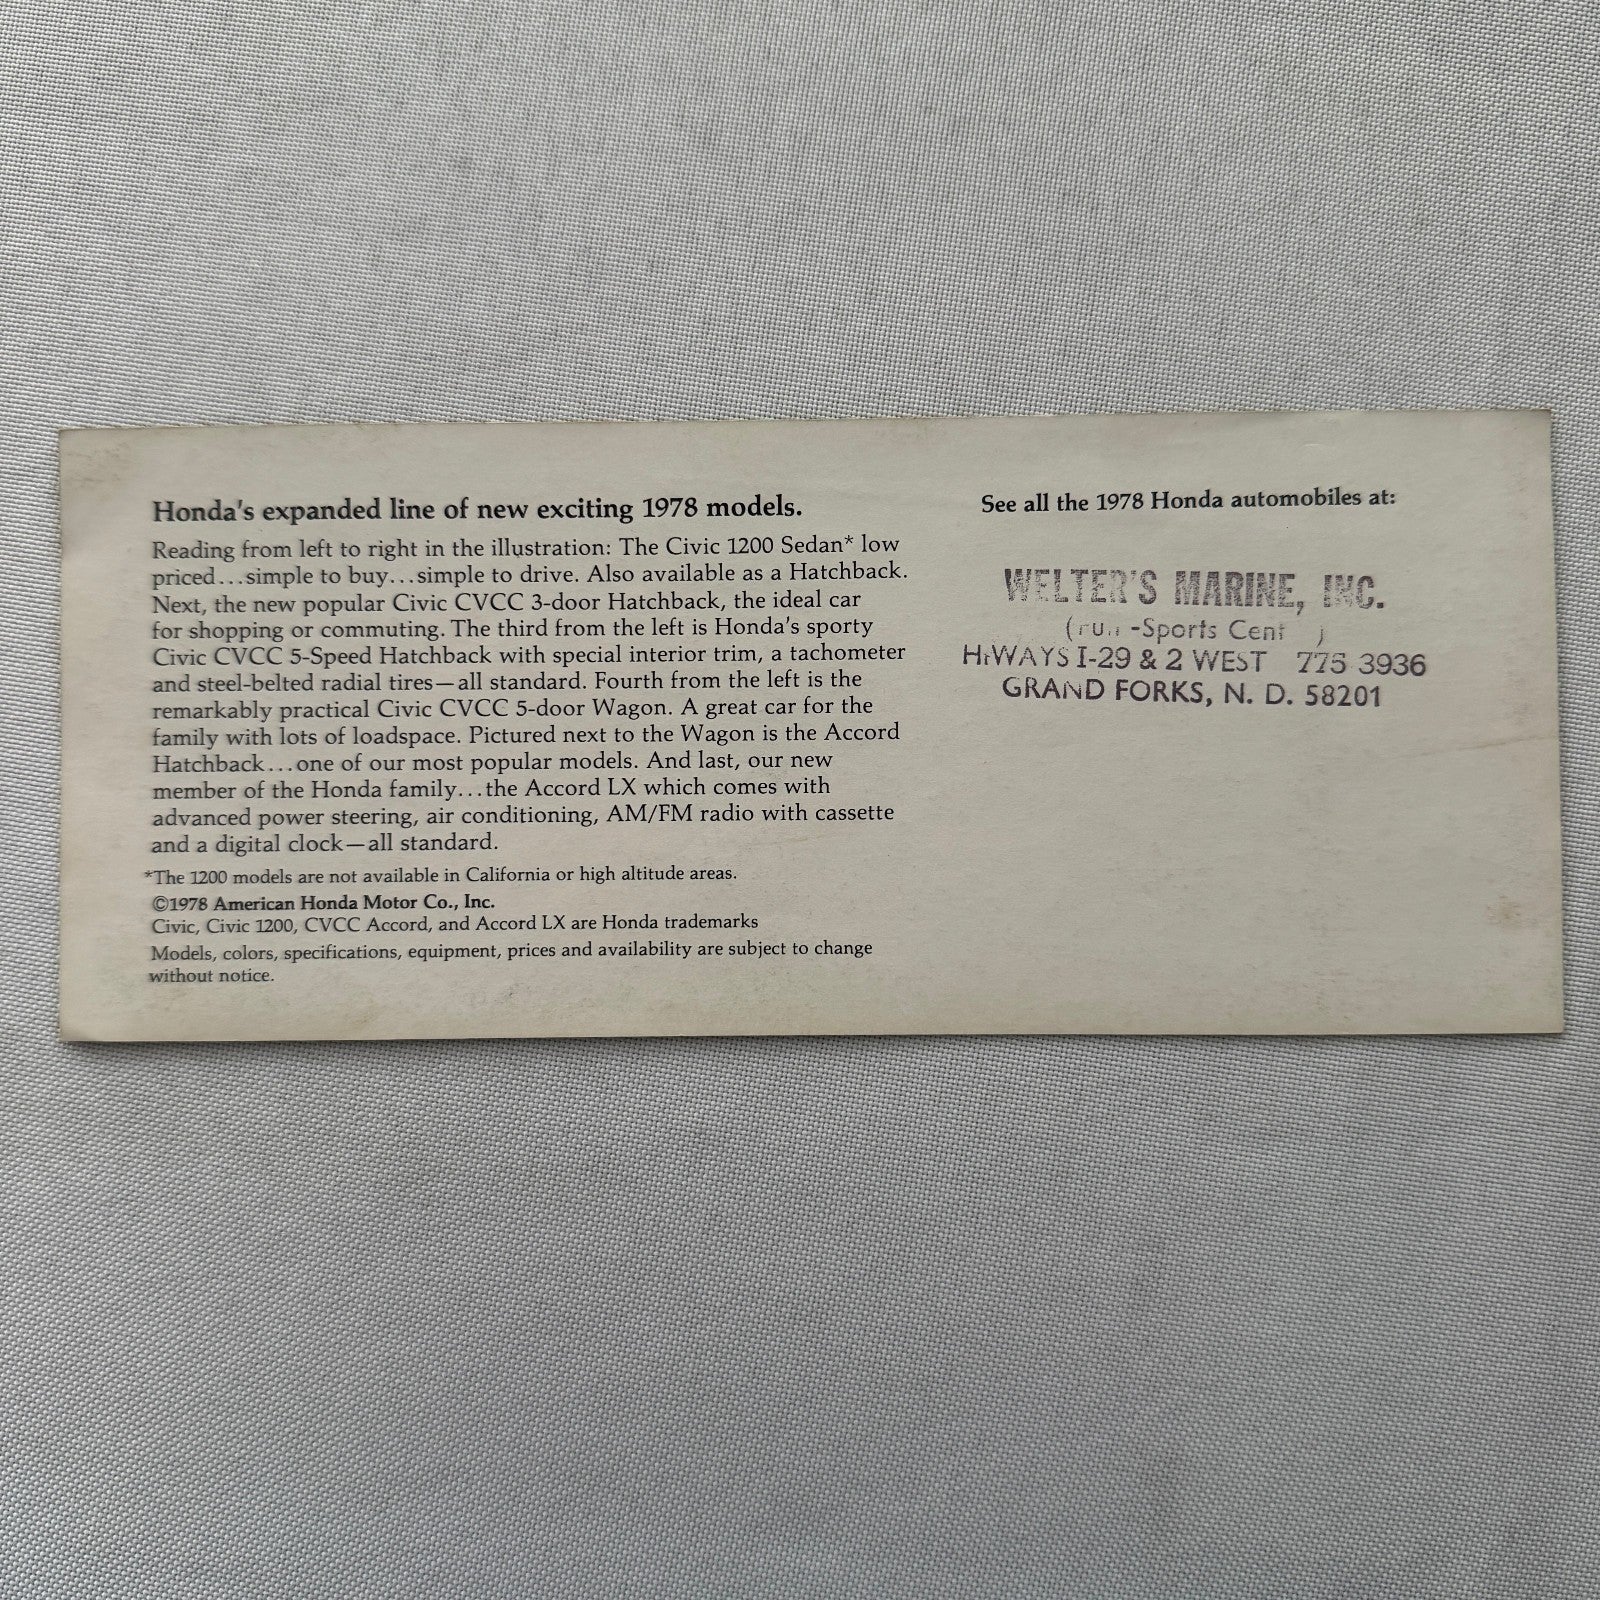 Honda's expanded line of new exciting 1978 models.
Reading from left to right in the illustration: The Civic 1200 Sedan* low
priced...simple to buy...simple to drive. Also available as a Hatchback.
Next, the new popular Civic CVCC 3-door Hatchback, the ideal car
for shopping or commuting. The third from the left is Honda's sporty
Civic CVCC 5-Speed Hatchback with special interior trim, a tachometer
and steel-belted radial tires—all standard. Fourth from the left is the
remarkably practical Civic CVCC 5-door Wagon. A great car for the
family with lots of loadspace. Pictured next to the Wagon is the Accord
Hatchback...one of our most popular models. And last, our new
member of the Honda family...the Accord LX which comes with
advanced power steering, air conditioning, AM/FM radio with cassette
and a digital clock—all standard.
*The 1200 models are not available in California or high altitude areas.
©1978 American Honda Motor Co., Inc.
Civic, Civic 1200, CVCC Accord, and Accord LX are Honda trademarks
Models, colors, specifications, equipment, prices and availability are subject to change
without notice.
See all the 1978 Honda automobiles at:
WELTER'S MARINE, INC.
-Sports
HiWAYS I-29 & 2 WEST 775 3936
GRAND FORKS, N. D. 58201